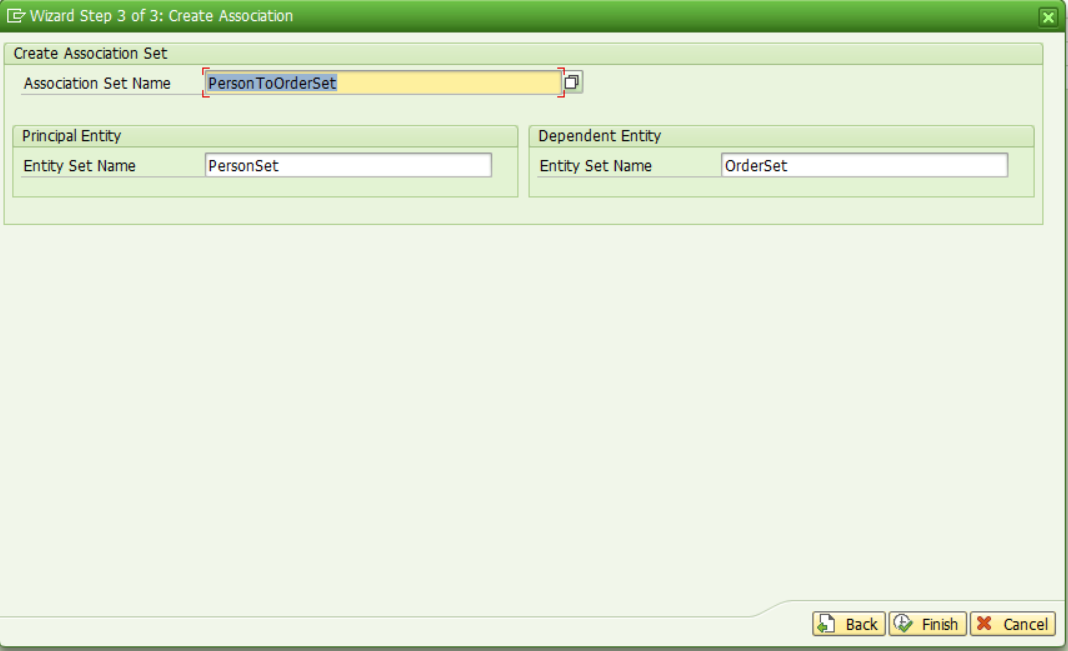 Wizard Step 3 of 3: Create Association
Create Association Set
Association Set Name PersonToOrderSet
Principal Entity
Entity Set Name PersonSet
Dependent Entity
Entity Set Name OrderSet
Back Finish Cancel